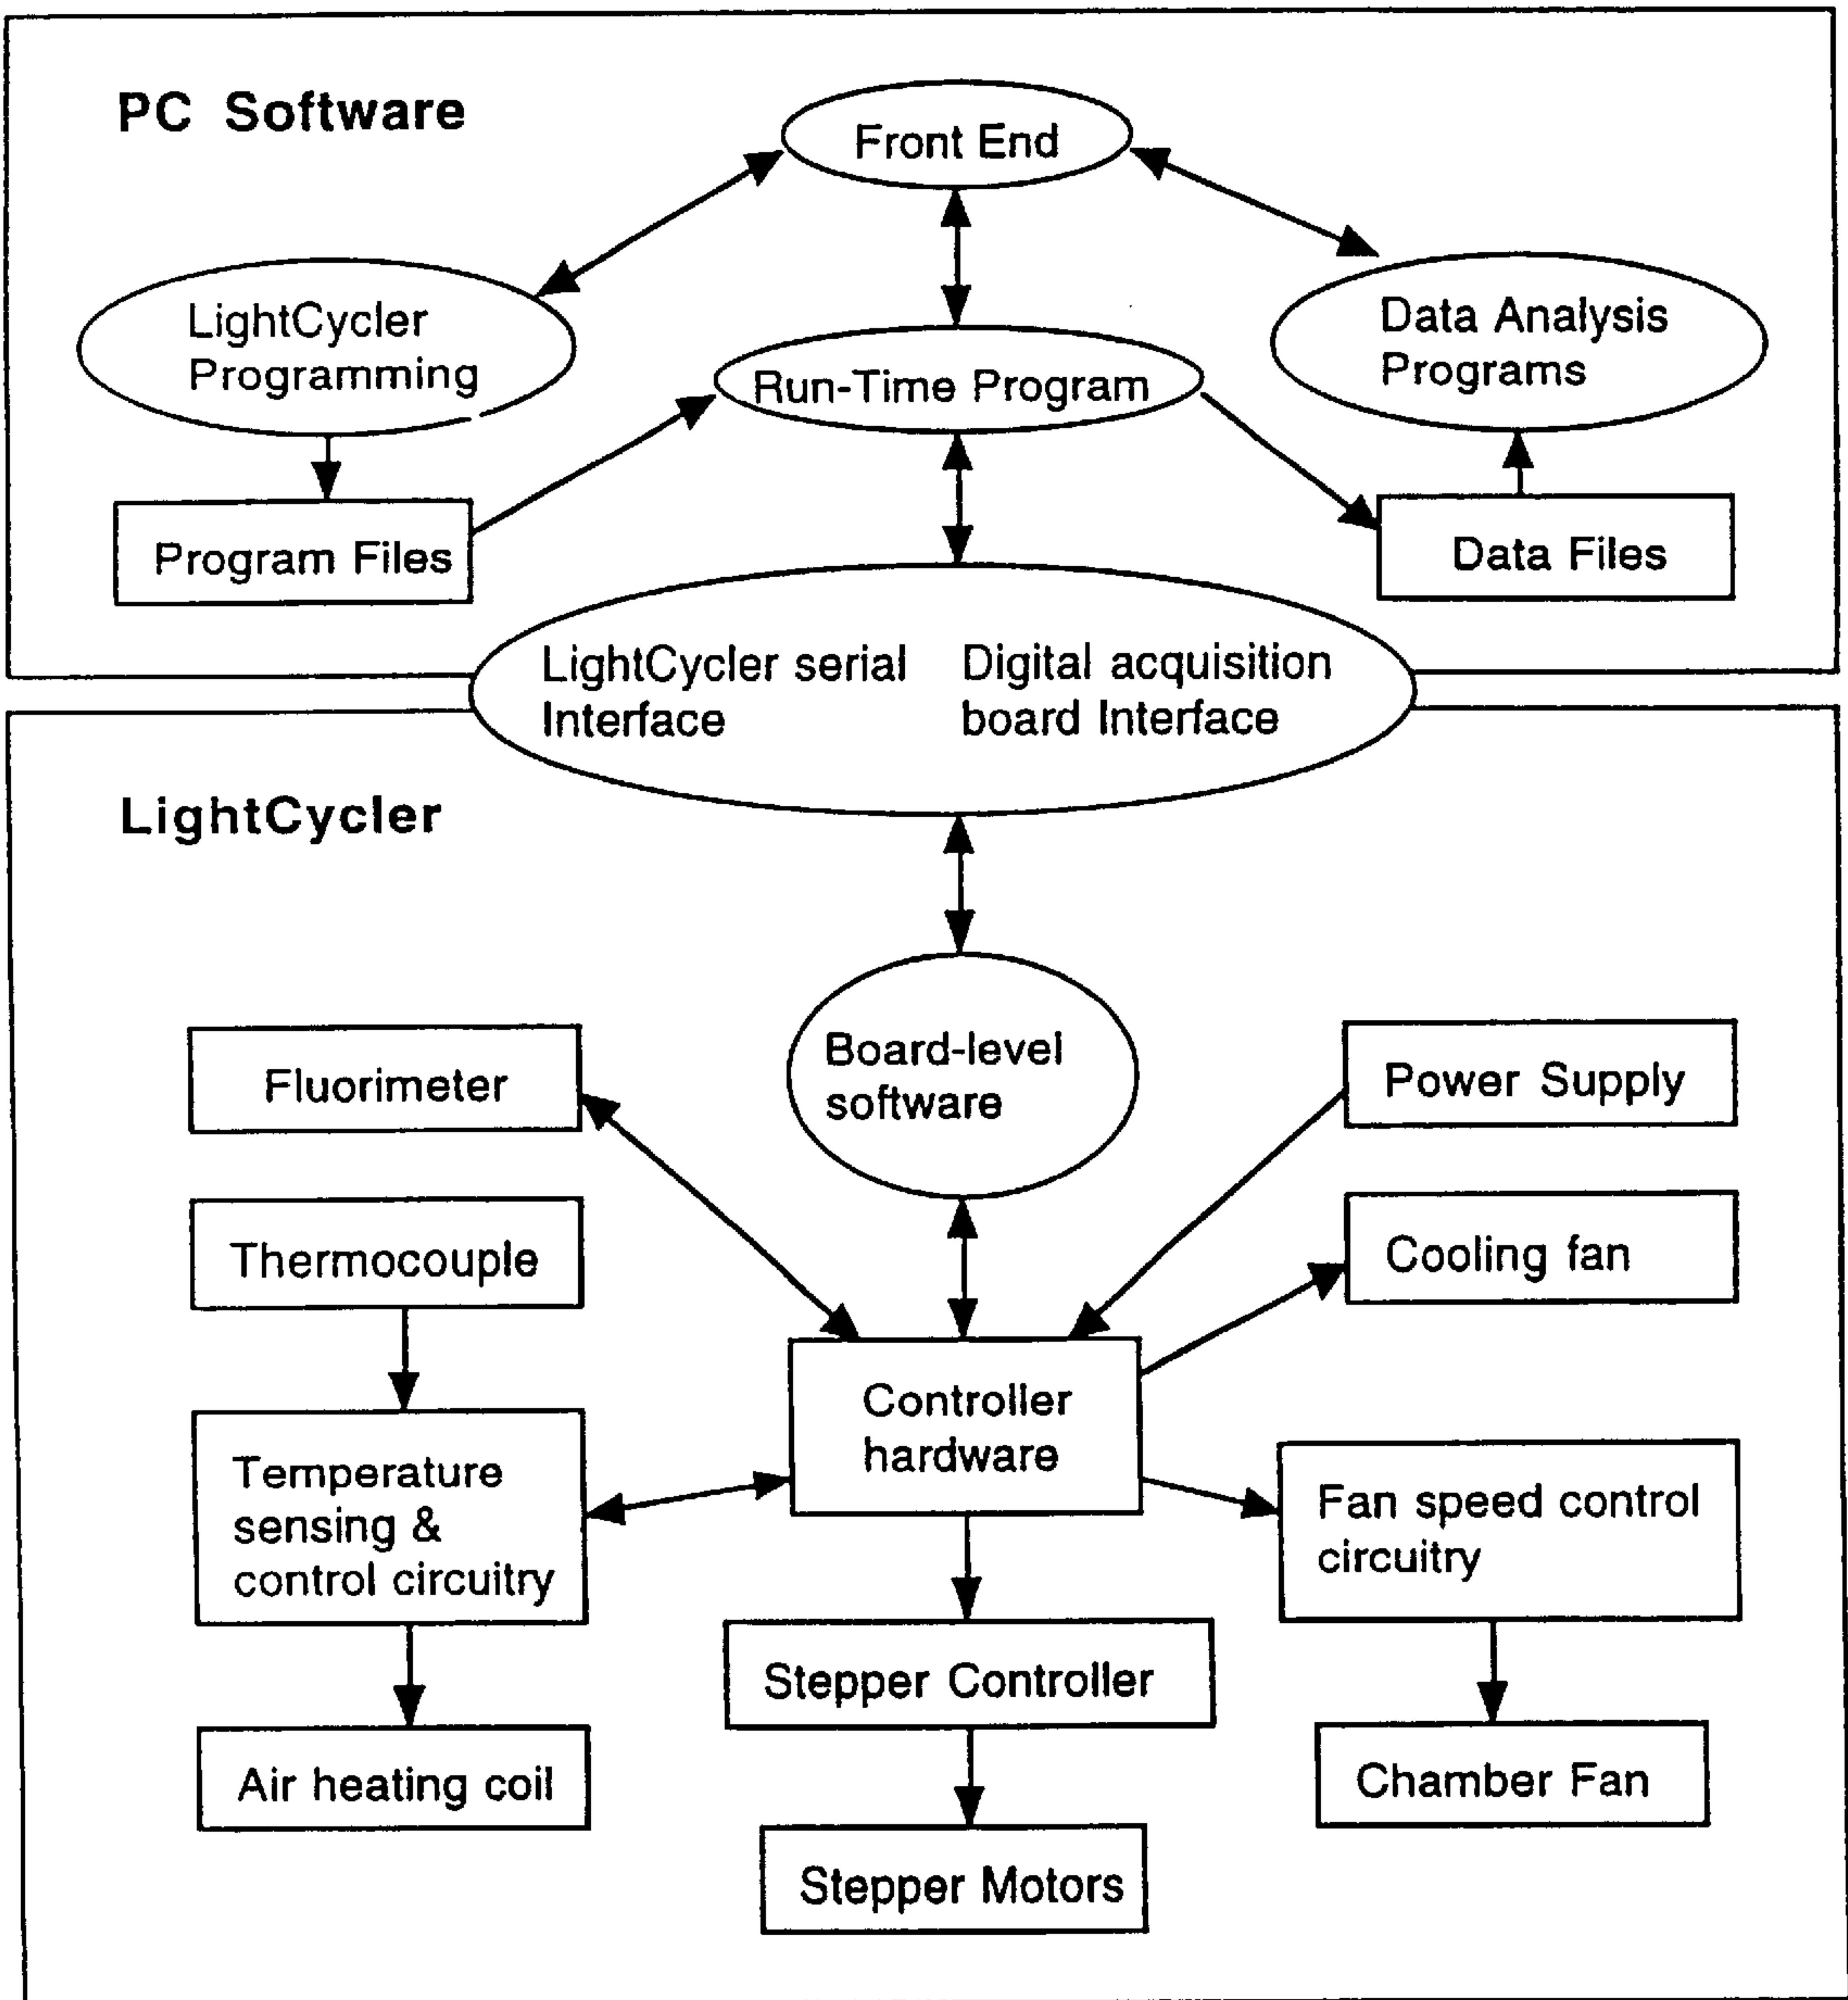 PC Software
Front End
LightCycler
Programming
Run-Time Program
Data Analysis
Programs
Program Files
Data Files
LightCycler serial
Interface
Digital acquisition
board Interface
LightCycler
Board-level
software
Fluorimeter
Power Supply
Thermocouple
Cooling fan
Controller
hardware
Temperature
sensing &
control circuitry
Fan speed control
circuitry
Stepper Controller
Air heating coil
Chamber Fan
Stepper Motors